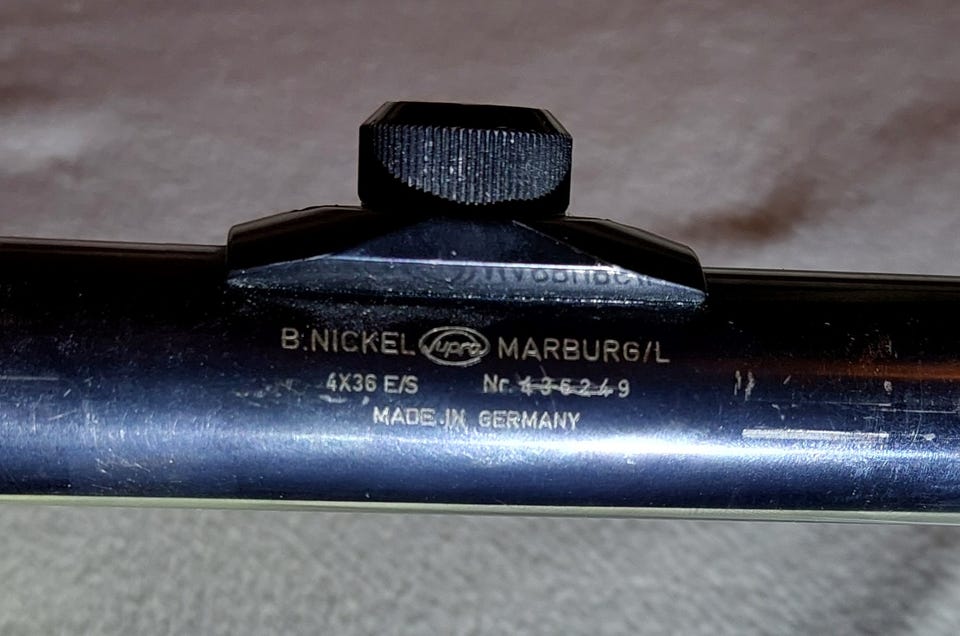 B. NICKEL Supra MARBURG/L
4X36 E/S Nr. 436249
MADE IN GERMANY